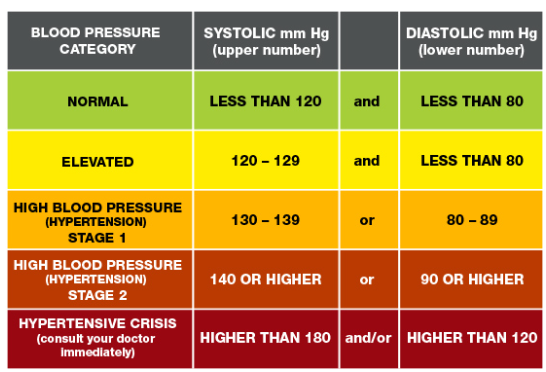 BLOOD PRESSURE
CATEGORY
SYSTOLIC mm Hg
(upper number)
DIASTOLIC mm Hg
(lower number)
NORMAL
LESS THAN 120
and
LESS THAN 80
ELEVATED
120 – 129
and
LESS THAN 80
HIGH BLOOD PRESSURE
(HYPERTENSION)
STAGE 1
130 – 139
or
80 – 89
HIGH BLOOD PRESSURE
(HYPERTENSION)
STAGE 2
140 OR HIGHER
or
90 OR HIGHER
HYPERTENSIVE CRISIS
(consult your doctor
immediately)
HIGHER THAN 180
and/or
HIGHER THAN 120